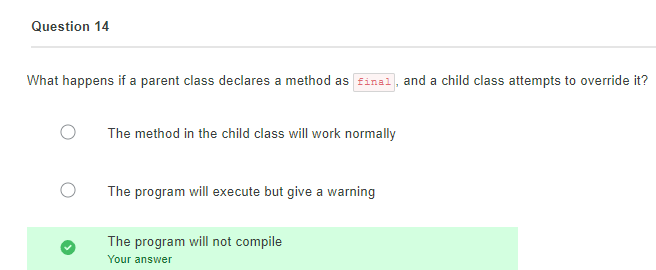 Question 14
What happens if a parent class declares a method as final, and a child class attempts to override it?
The method in the child class will work normally
The program will execute but give a warning
The program will not compile
Your answer